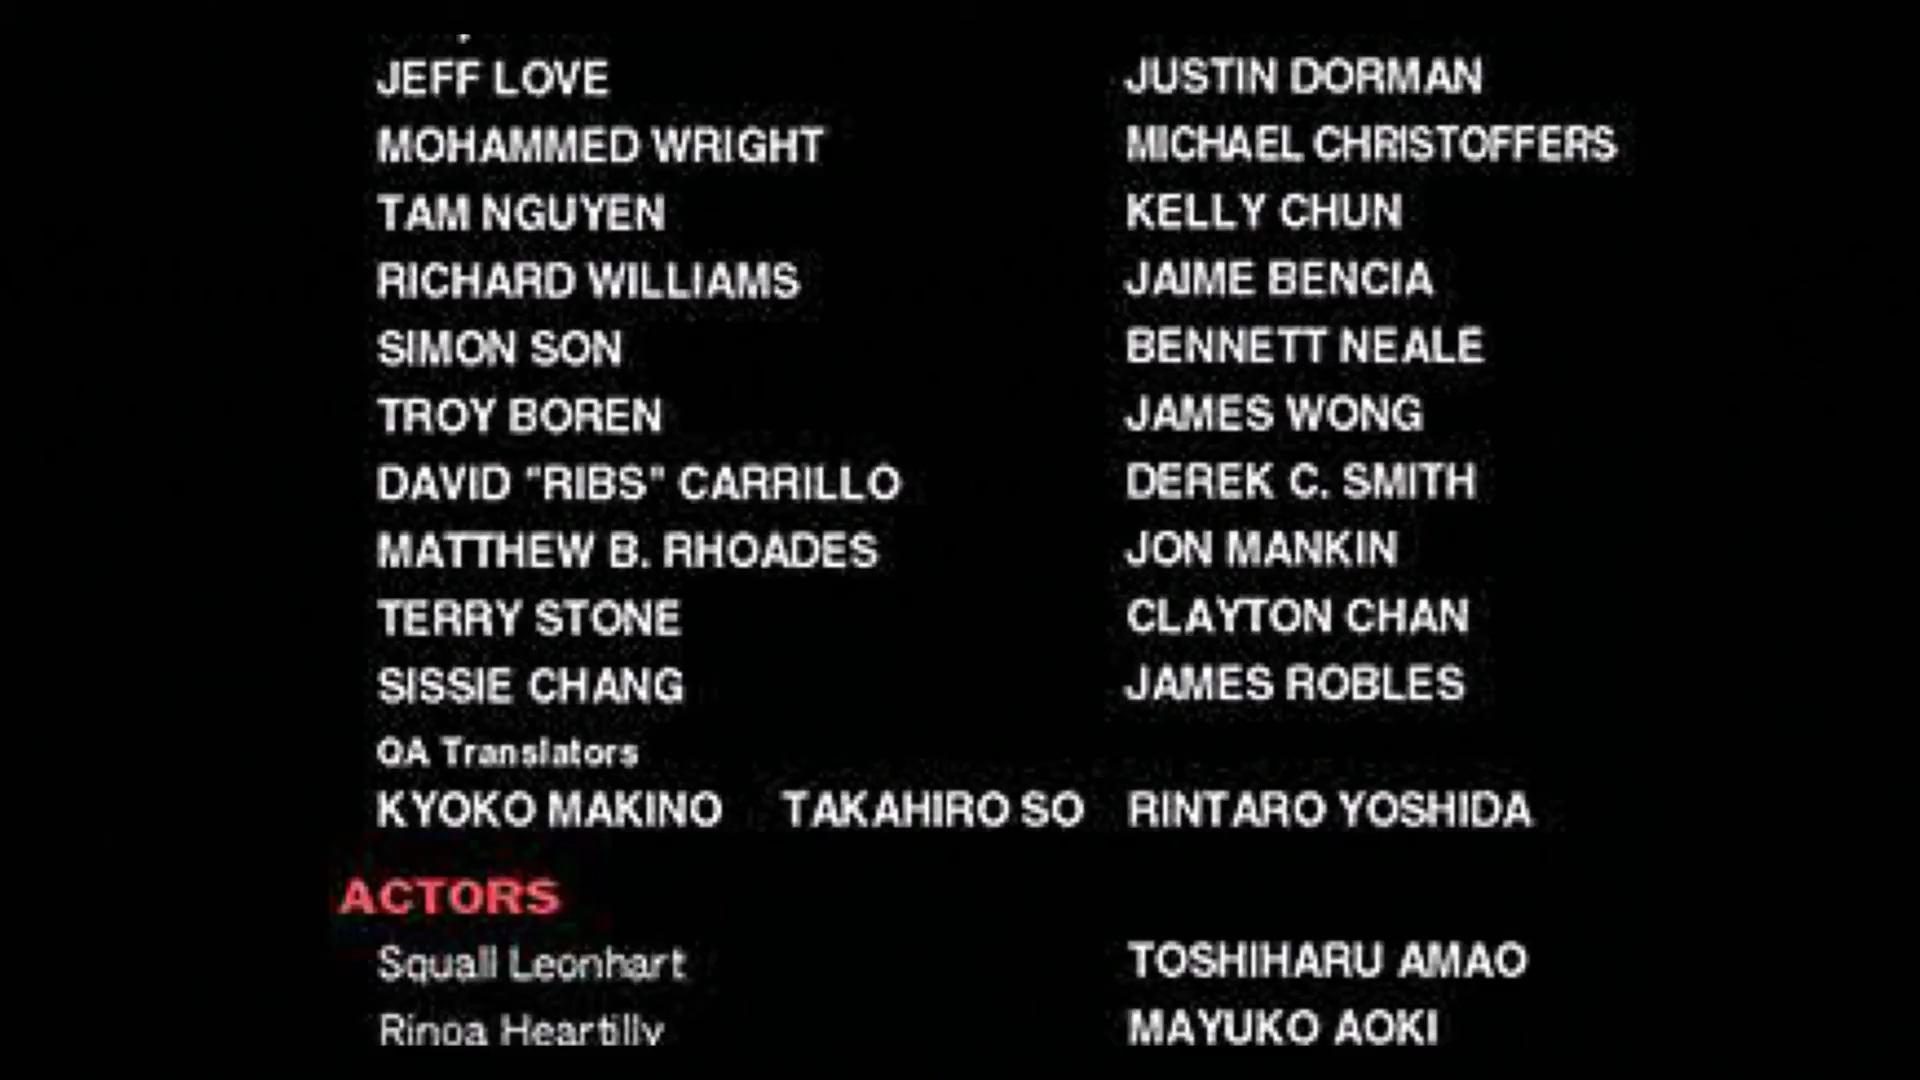 JEFF LOVE JUSTIN DORMAN
MOHAMMED WRIGHT MICHAEL CHRISTOFFERS
TAM NGUYEN KELLY CHUN
RICHARD WILLIAMS JAIME BENCIA
SIMON SON BENNETT NEALE
TROY BOREN JAMES WONG
DAVID "RIBS" CARRILLO DEREK C. SMITH
MATTHEW B. RHOADES JON MANKIN
TERRY STONE CLAYTON CHAN
SISSIE CHANG JAMES ROBLES
QA Translators
KYOKO MAKINO TAKAHIRO SO RINTARO YOSHIDA
ACTORS
Squall Leonhart TOSHIHARU AMAO
Rinoa Heartilly MAYUKO AOKI